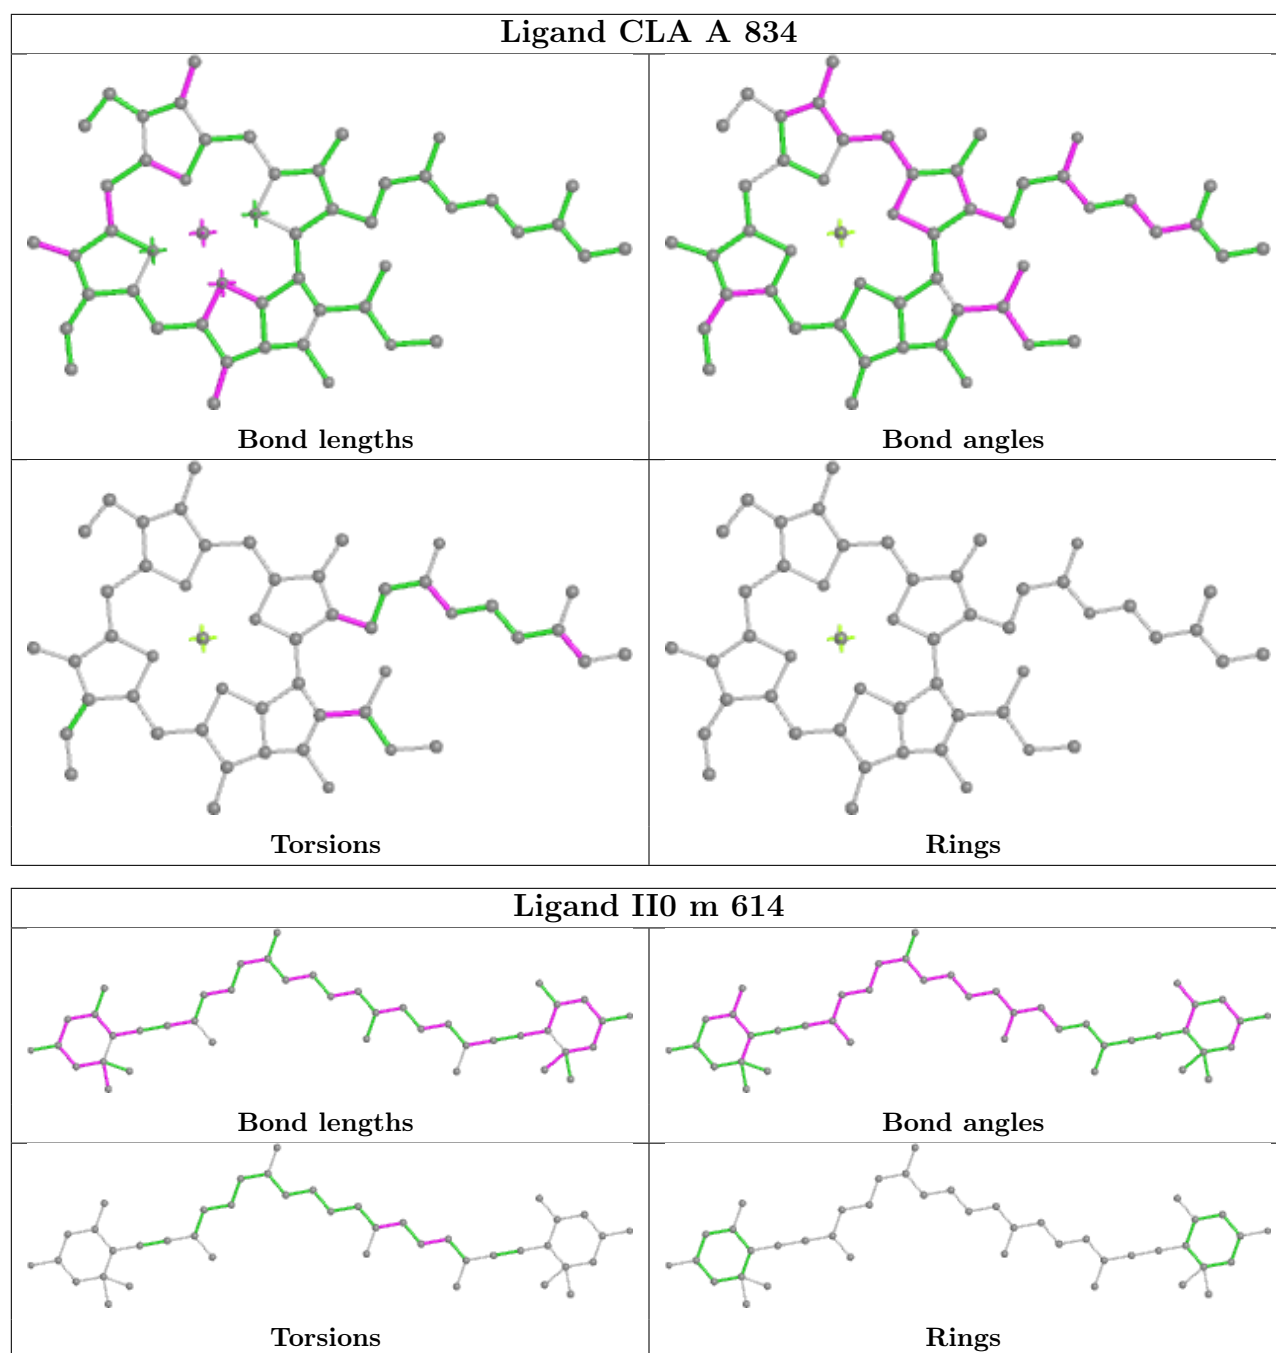 Ligand CLA A 834
Bond lengths
Bond angles
Torsions
Rings
Ligand II0 m 614
Bond lengths
Bond angles
Torsions
Rings